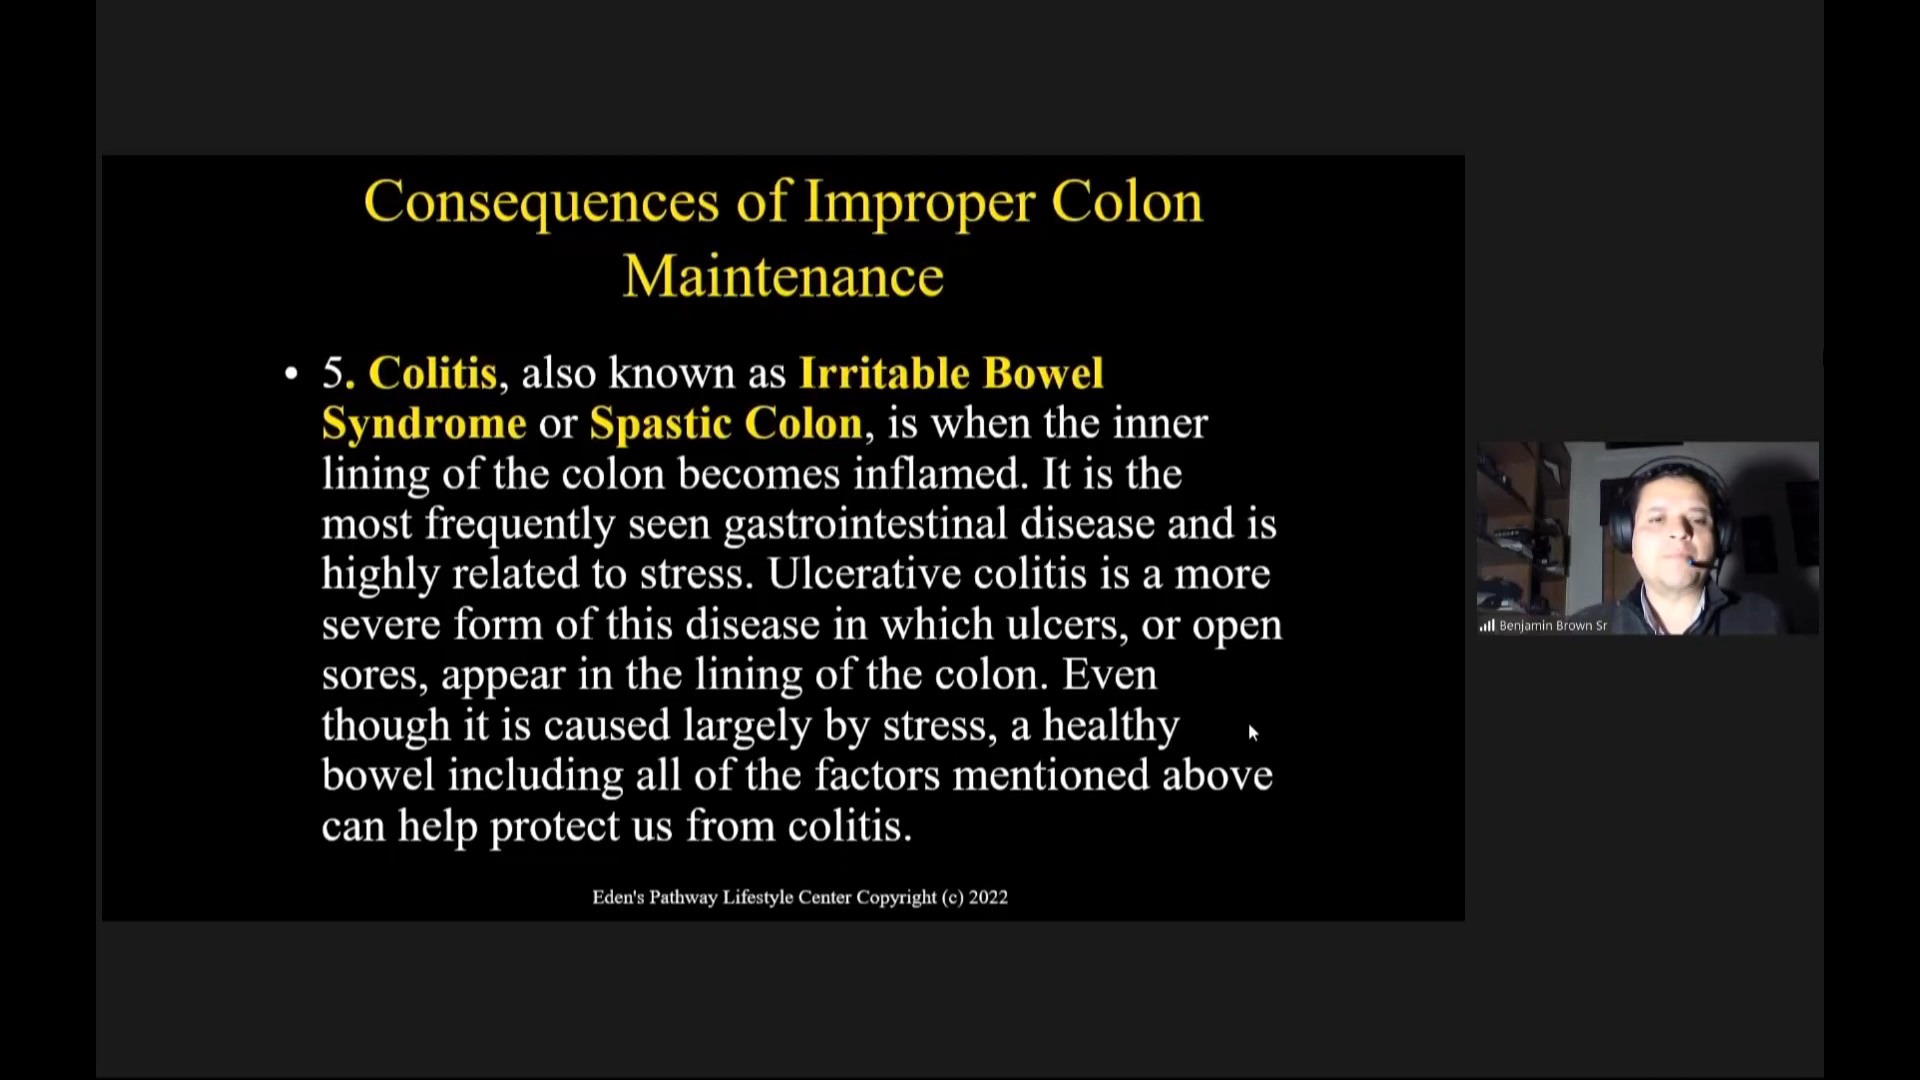 Consequences of Improper Colon
Maintenance
• 5. Colitis, also known as Irritable Bowel
Syndrome or Spastic Colon, is when the inner
lining of the colon becomes inflamed. It is the
most frequently seen gastrointestinal disease and is
highly related to stress. Ulcerative colitis is a more
severe form of this disease in which ulcers, or open
sores, appear in the lining of the colon. Even
though it is caused largely by stress, a healthy
bowel including all of the factors mentioned above
can help protect us from colitis.
Eden's Pathway Lifestyle Center Copyright (c) 2022
Benjamin Brown Sr